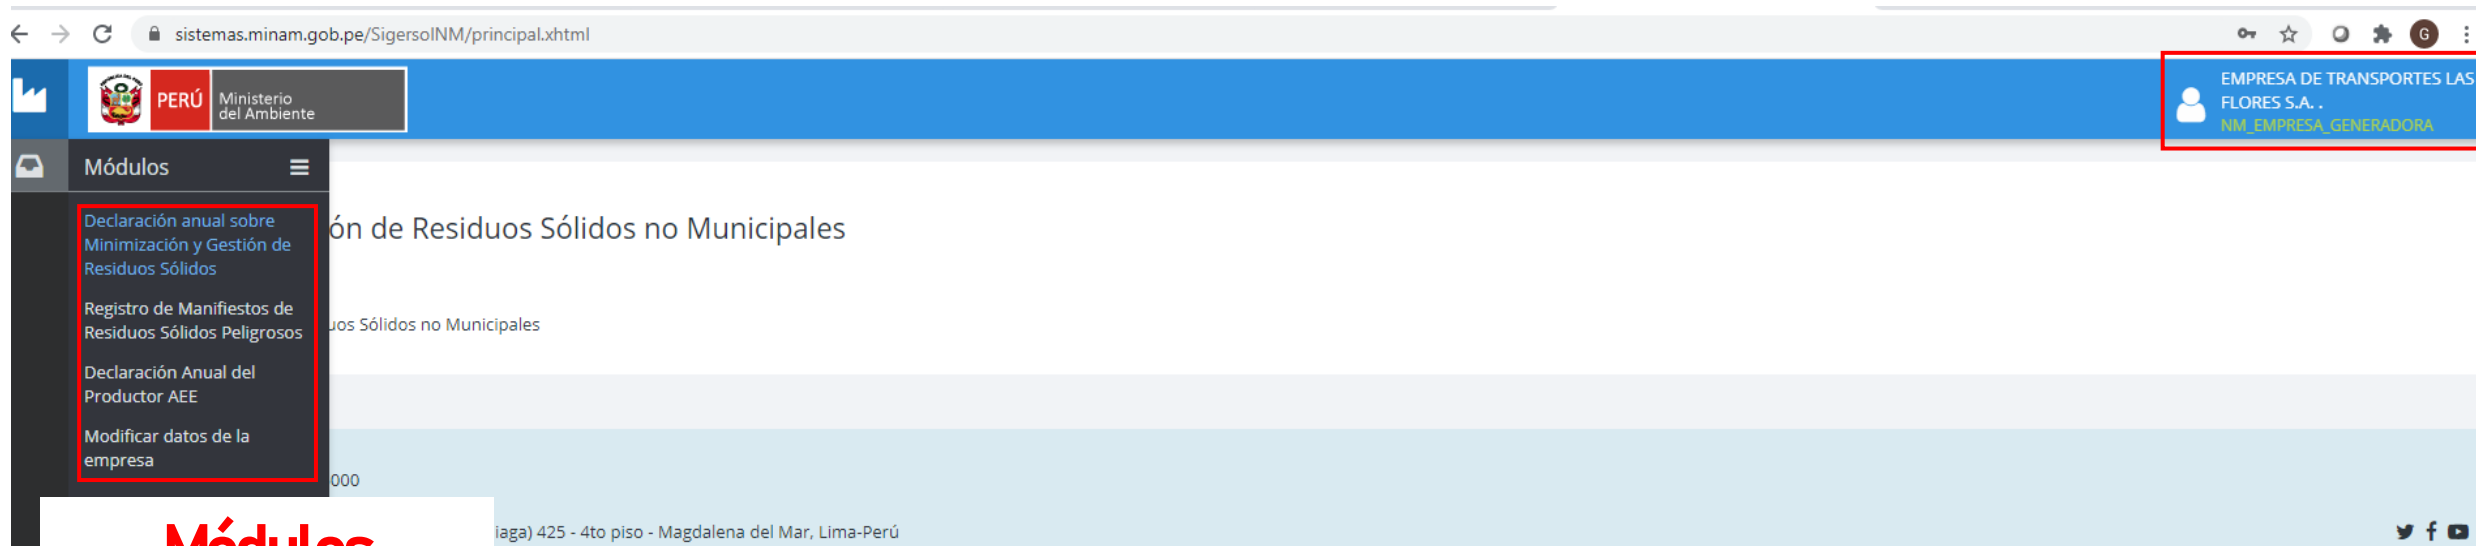 sistemas.minam.gob.pe/SigersolNM/principal.xhtml
G
PERÚ
Ministerio
del Ambiente
EMPRESA DE TRANSPORTES LAS
FLORES S.A. .
NM_EMPRESA_GENERADORA
Módulos
Declaración anual sobre
Minimización y Gestión de
Residuos Sólidos
Registro de Manifiestos de
Residuos Sólidos Peligrosos
Declaración Anual del
Productor AEE
Modificar datos de la
empresa
ón de Residuos Sólidos no Municipales
uos Sólidos no Municipales
000
iaga) 425 - 4to piso - Magdalena del Mar, Lima-Perú
Módulos